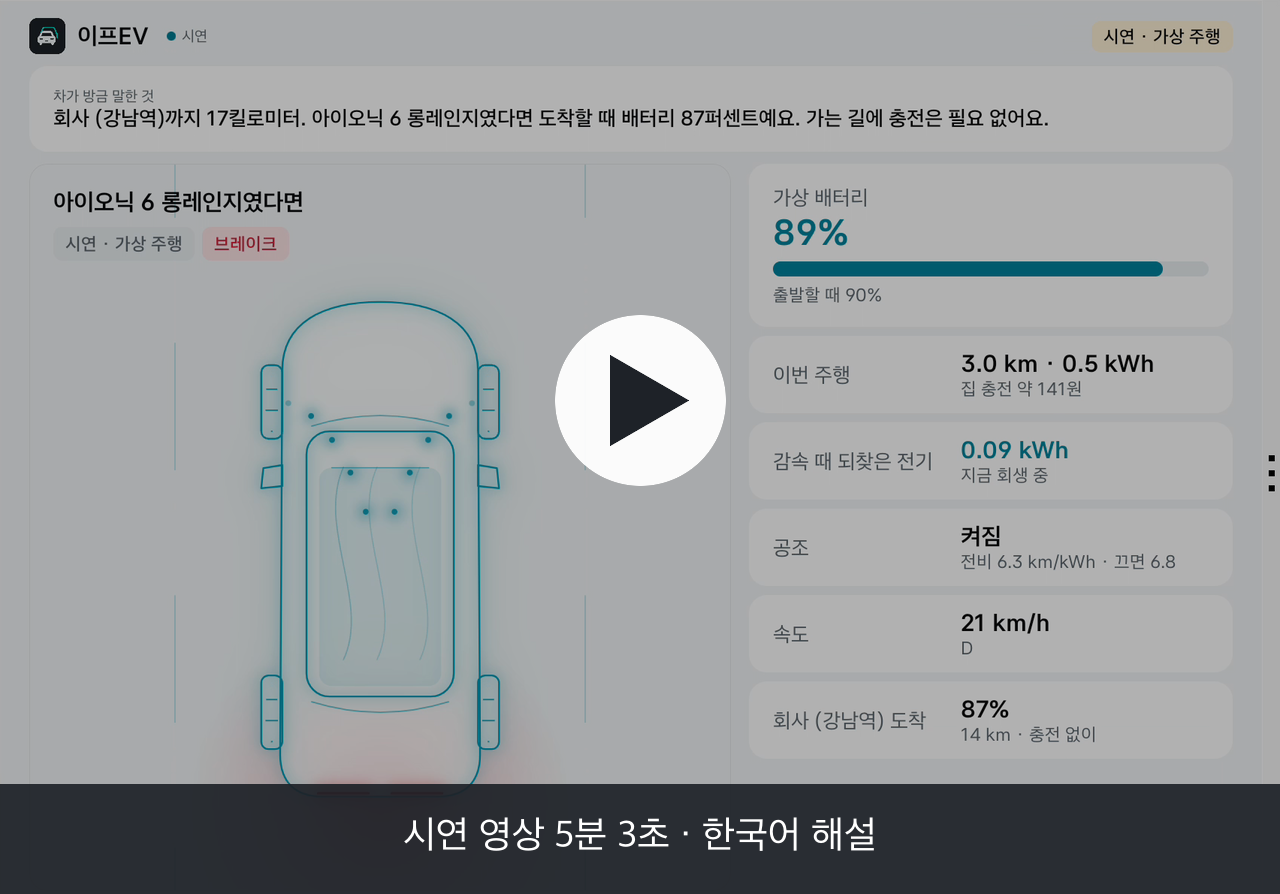 이프EV
시연
시연 · 가상 주행
차가 방금 말한 것
회사 (강남역)까지 17킬로미터. 아이오닉 6 롱레인지였다면 도착할 때 배터리 87퍼센트예요. 가는 길에 충전은 필요 없어요.
아이오닉 6 롱레인지였다면
시연 · 가상 주행
브레이크
가상 배터리
89%
출발할 때 90%
이번 주행
3.0 km · 0.5 kWh
집 충전 약 141원
감속 때 되찾은 전기
0.09 kWh
지금 회생 중
공조
켜짐
전비 6.3 km/kWh · 끄면 6.8
속도
21 km/h
D
회사 (강남역) 도착
87%
14 km · 충전 없이
시연 영상 5분 3초 · 한국어 해설